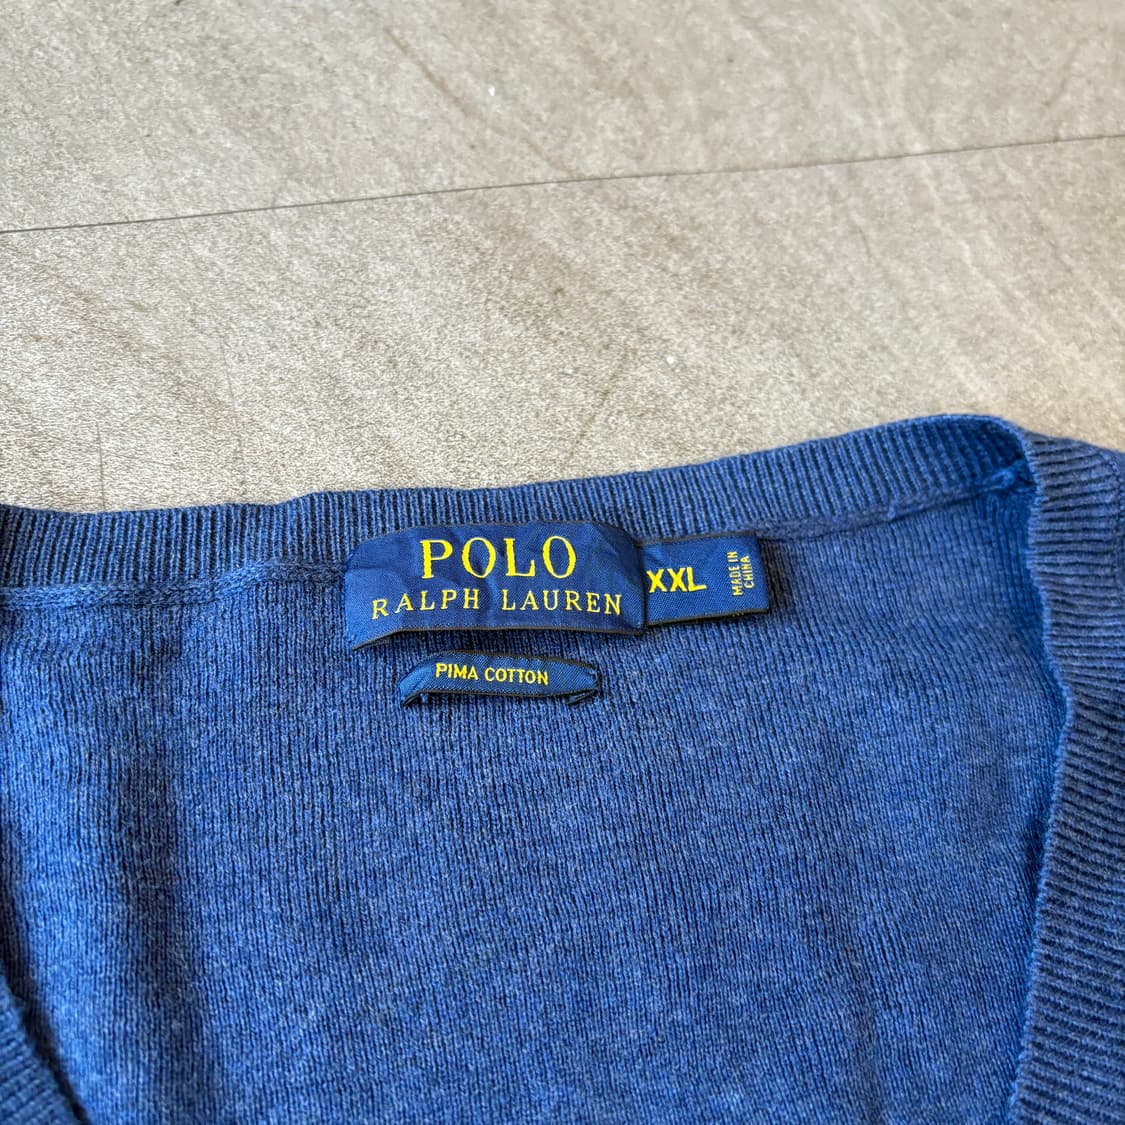 POLO
RALPH LAUREN
XXL
MADE IN
CHINA
PIMA COTTON